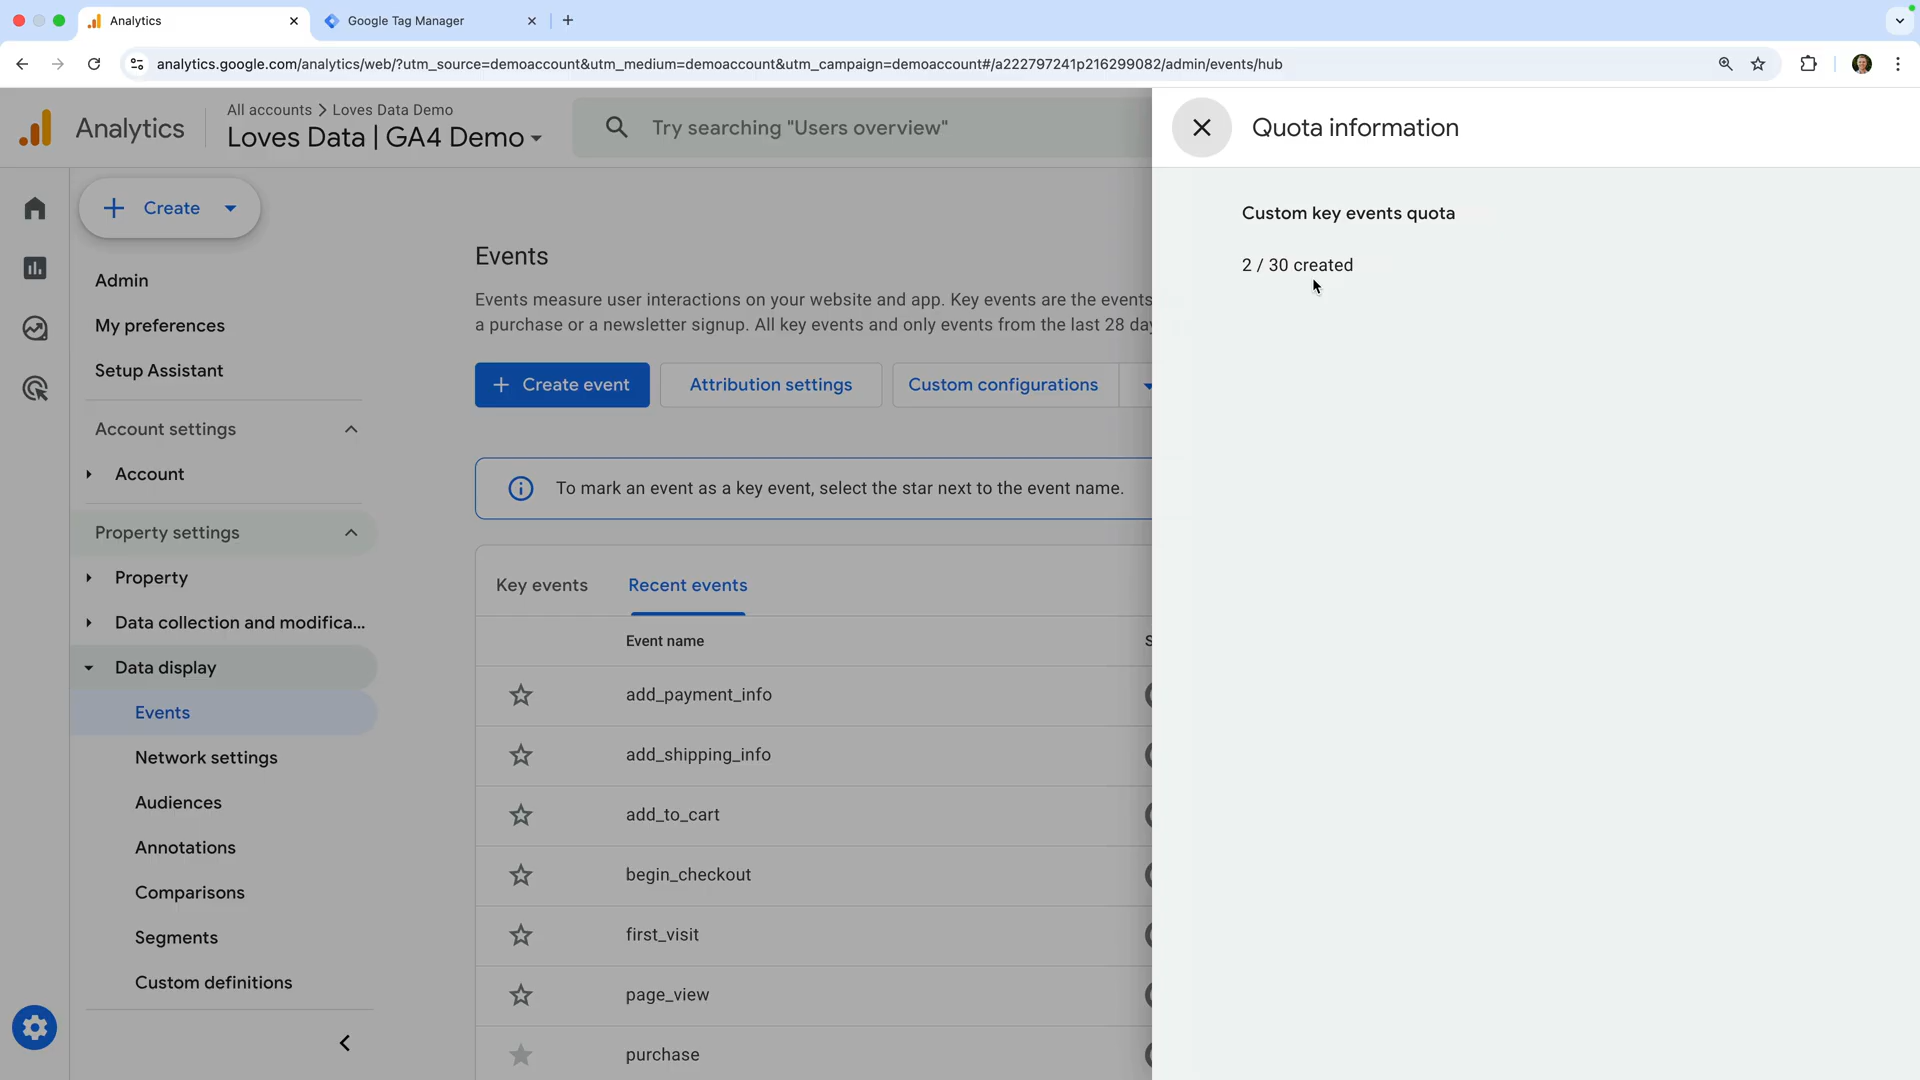 Analytics
Google Tag Manager
analytics.google.com/analytics/web/?utm_source=demoaccount&utm_medium=demoaccount&utm_campaign=demoaccount#/a222797241p216299082/admin/events/hub
Analytics
All accounts > Loves Data Demo
Loves Data | GA4 Demo
Try searching "Users overview"
Quota information
Custom key events quota
2 / 30 created
Create
Admin
My preferences
Setup Assistant
Account settings
Account
Property settings
Property
Data collection and modifica...
Data display
Events
Network settings
Audiences
Annotations
Comparisons
Segments
Custom definitions
Events
Events measure user interactions on your website and app. Key events are the events
a purchase or a newsletter signup. All key events and only events from the last 28 day
Create event
Attribution settings
Custom configurations
To mark an event as a key event, select the star next to the event name.
Key events
Recent events
Event name
add_payment_info
add_shipping_info
add_to_cart
begin_checkout
first_visit
page_view
purchase